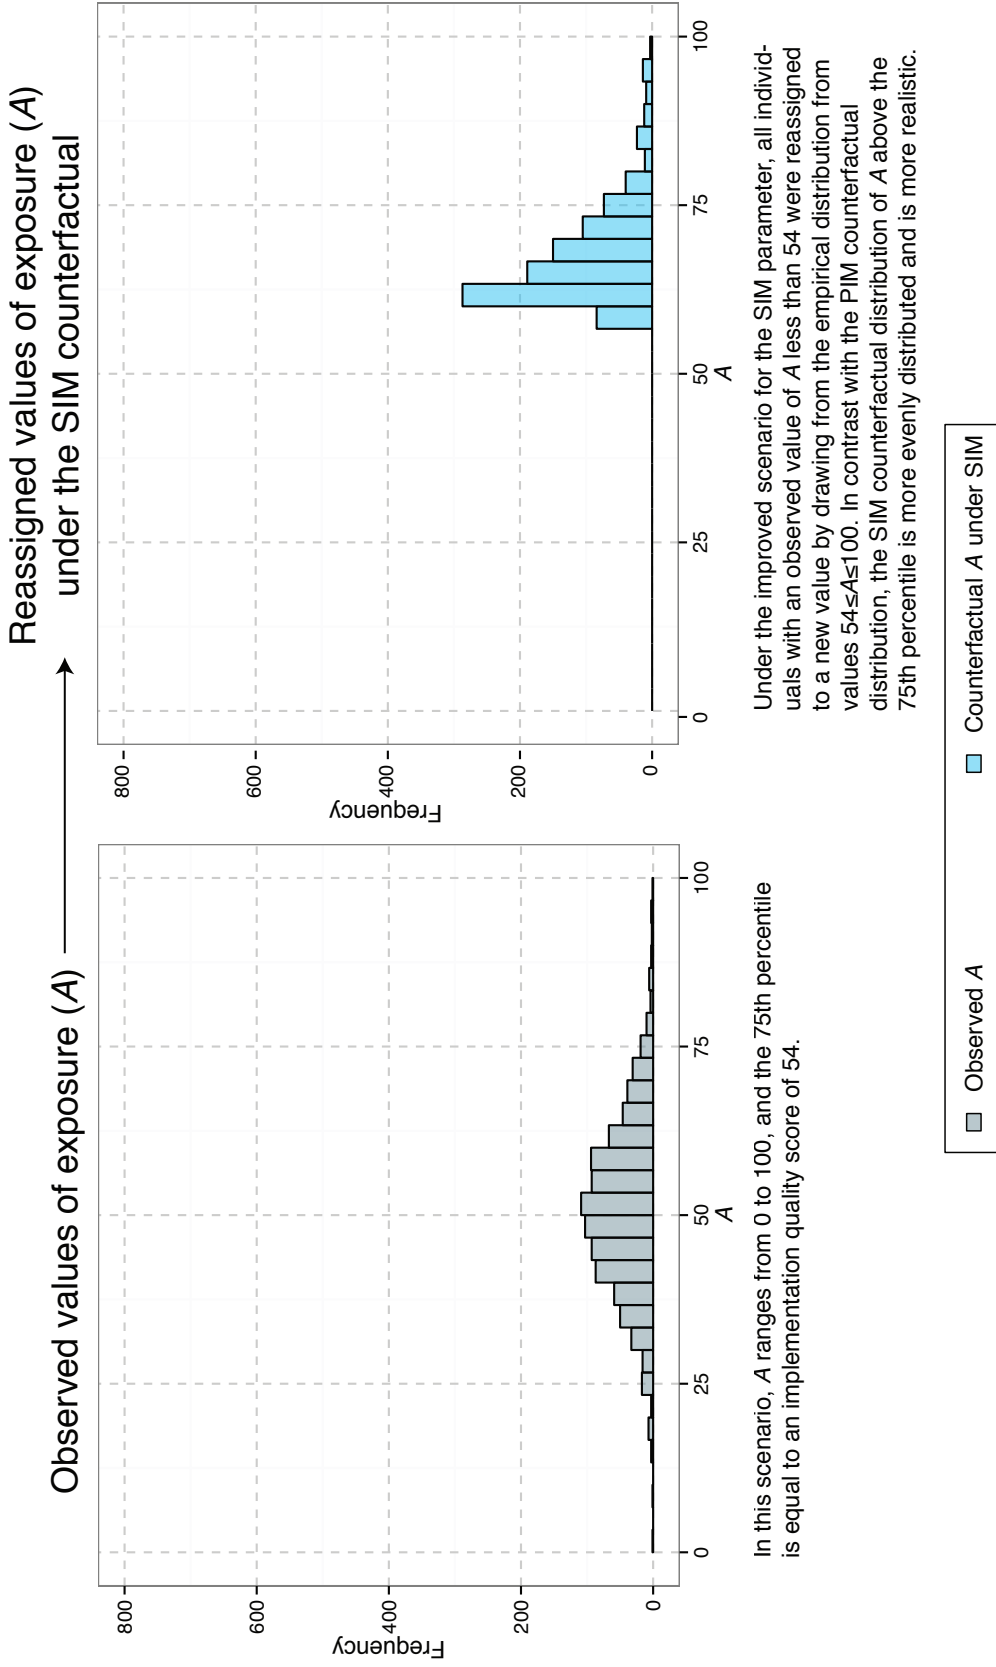 Observed values of exposure (A)
Reassigned values of exposure (A)
under the SIM counterfactual
800
600
400
200
0
Frequency
0
25
50
75
100
A
In this scenario, A ranges from 0 to 100, and the 75th percentile
is equal to an implementation quality score of 54.
800
600
400
200
0
Frequency
0
25
50
75
100
A
Under the improved scenario for the SIM parameter, all individ-
uals with an observed value of A less than 54 were reassigned
to a new value by drawing from the empirical distribution from
values 54≤A≤100. In contrast with the PIM counterfactual
distribution, the SIM counterfactual distribution of A above the
75th percentile is more evenly distributed and is more realistic.
Observed A
Counterfactual A under SIM